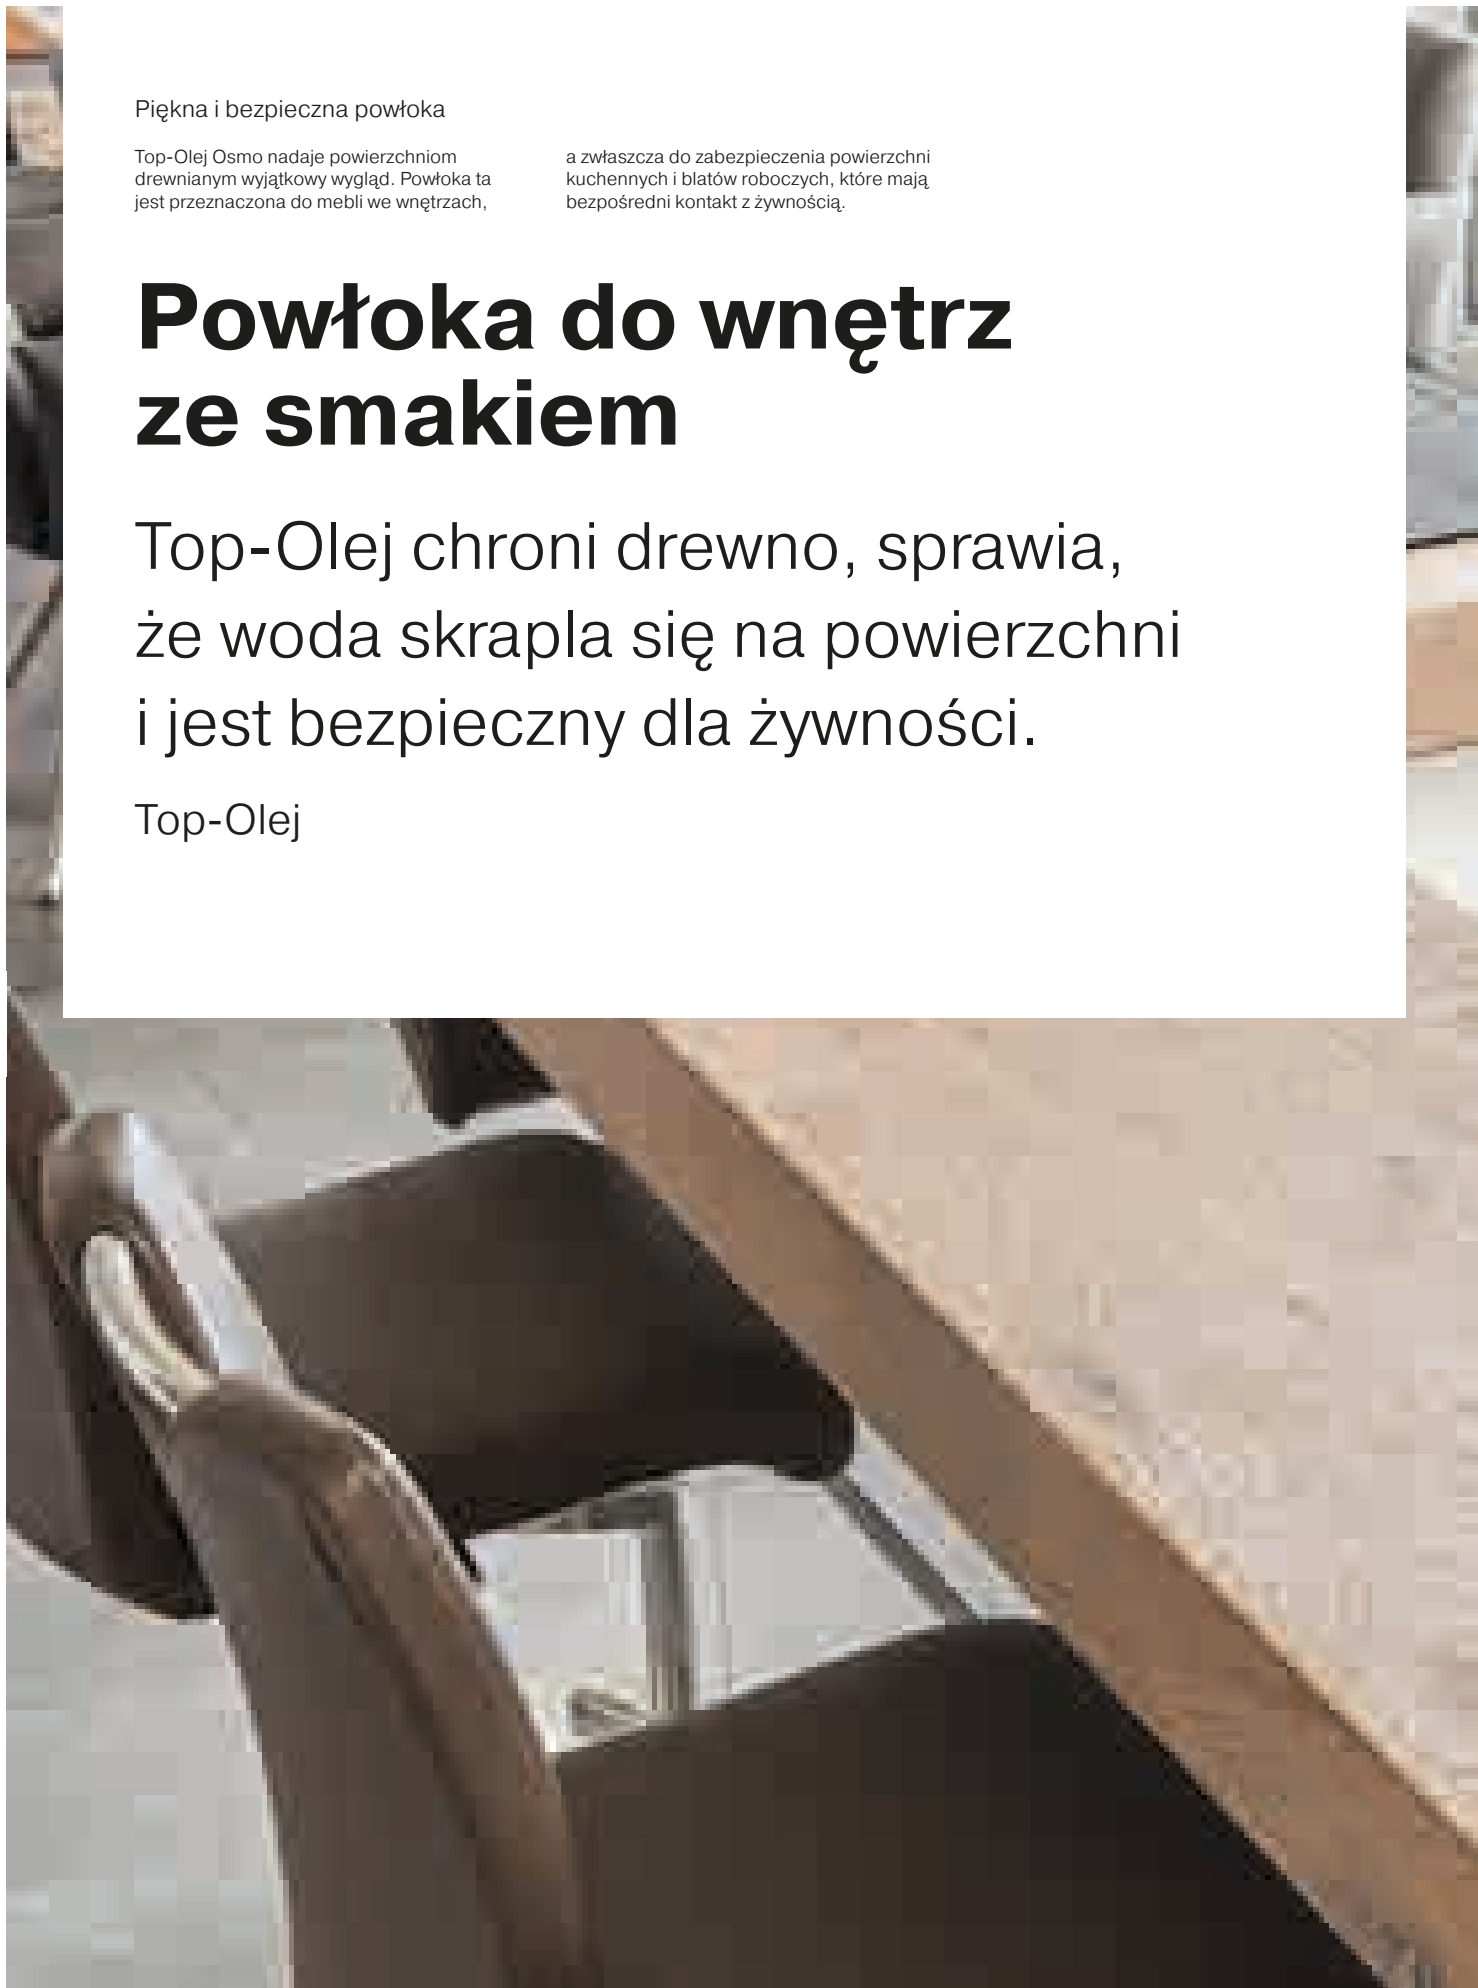 Piękna i bezpieczna powłoka
Top-Olej Osmo nadaje powierzchniom
drewnianym wyjątkowy wygląd. Powłoka ta
jest przeznaczona do mebli we wnętrzach,
a zwłaszcza do zabezpieczenia powierzchni
kuchennych i blatów roboczych, które mają
bezpośredni kontakt z żywnością.
Powłoka do wnętrz
ze smakiem
Top-Olej chroni drewno, sprawia,
że woda skrapla się na powierzchni
i jest bezpieczny dla żywności.
Top-Olej